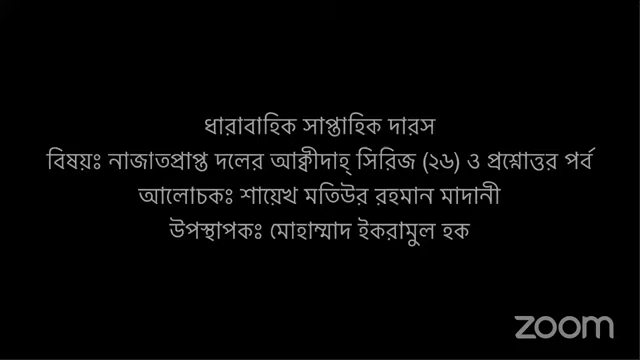 ধারাবাহিক সাপ্তাহিক দারস
বিষয়ঃ নাজাতপ্রাপ্ত দলের আক্বীদাহ্ সিরিজ (২৬) ও প্রশ্নোত্তর পর্ব
আলোচকঃ শায়েখ মতিউর রহমান মাদানী
উপস্থাপকঃ মোহাম্মাদ ইকরামুল হক
zoom